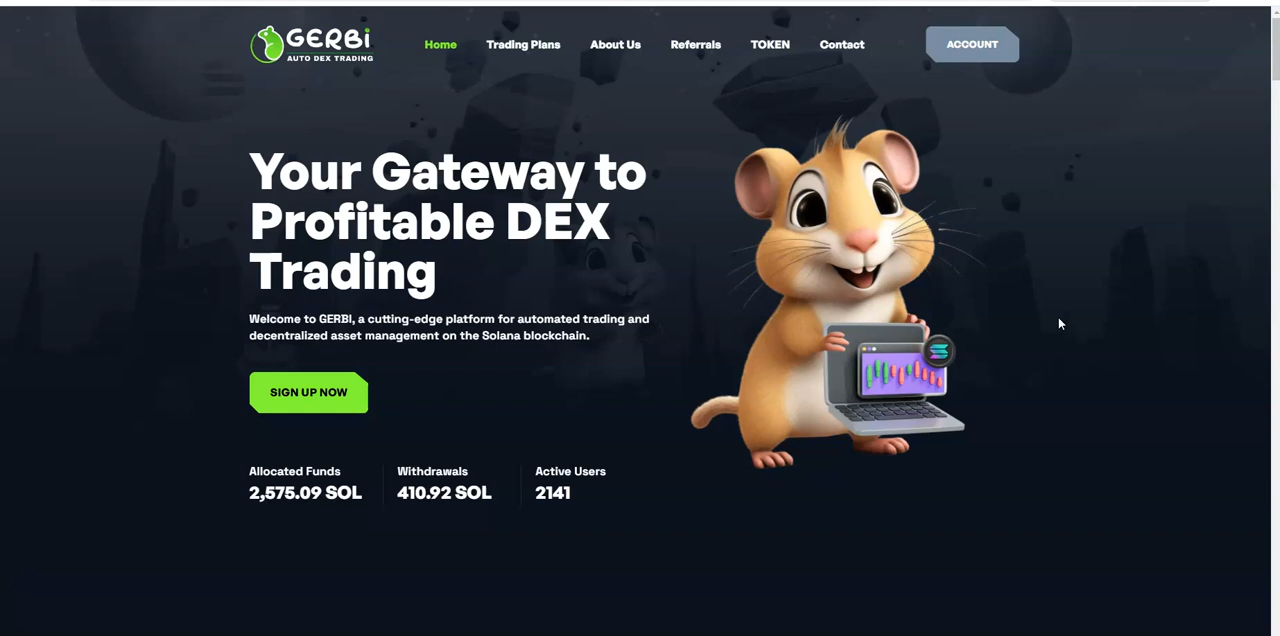 GERBi
AUTO DEX TRADING
Home
Trading Plans
About Us
Referrals
TOKEN
Contact
ACCOUNT
Your Gateway to
Profitable DEX
Trading
Welcome to GERBI, a cutting-edge platform for automated trading and
decentralized asset management on the Solana blockchain.
SIGN UP NOW
Allocated Funds
2,575.09 SOL
Withdrawals
410.92 SOL
Active Users
2141